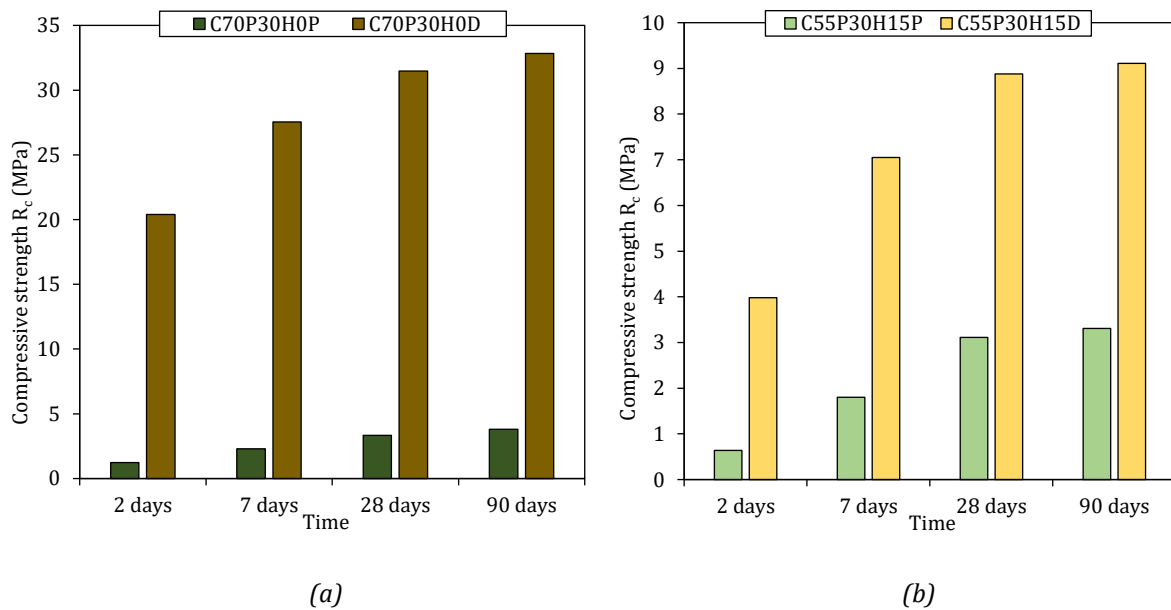 C70P30H0P C70P30H0D
35
30
25
20
15
10
5
0
Compressive strength Rc (MPa)
2 days 7 days 28 days 90 days
Time
(a)
C55P30H15P C55P30H15D
10
9
8
7
6
5
4
3
2
1
0
Compressive strength Rc (MPa)
2 days 7 days 28 days 90 days
Time
(b)